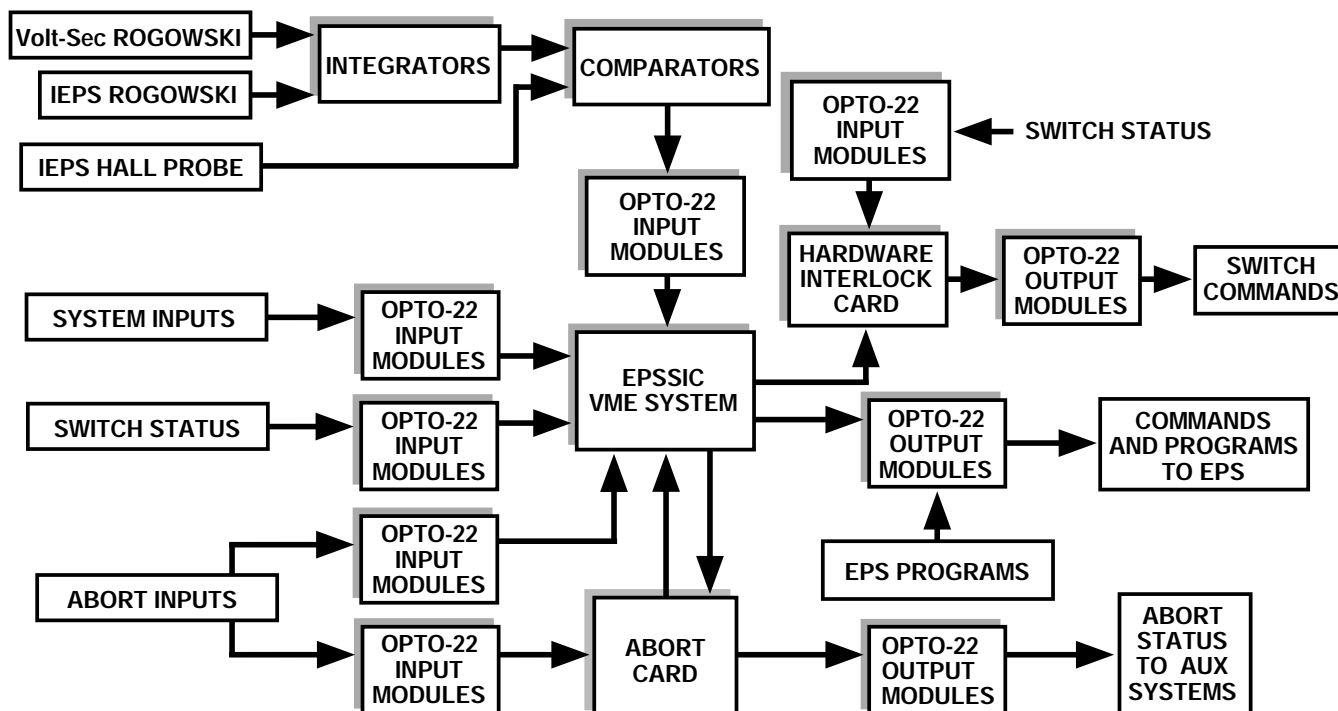 Volt-Sec ROGOWSKI
IEPS ROGOWSKI
IEPS HALL PROBE
INTEGRATORS
COMPARATORS
OPTO-22
INPUT
MODULES
SWITCH STATUS
OPTO-22
INPUT
MODULES
HARDWARE
INTERLOCK
CARD
OPTO-22
OUTPUT
MODULES
SWITCH
COMMANDS
SYSTEM INPUTS
OPTO-22
INPUT
MODULES
EPSSIC
VME SYSTEM
SWITCH STATUS
OPTO-22
INPUT
MODULES
OPTO-22
OUTPUT
MODULES
COMMANDS
AND PROGRAMS
TO EPS
EPS PROGRAMS
ABORT INPUTS
OPTO-22
INPUT
MODULES
OPTO-22
INPUT
MODULES
ABORT
CARD
OPTO-22
OUTPUT
MODULES
ABORT
STATUS
TO AUX
SYSTEMS